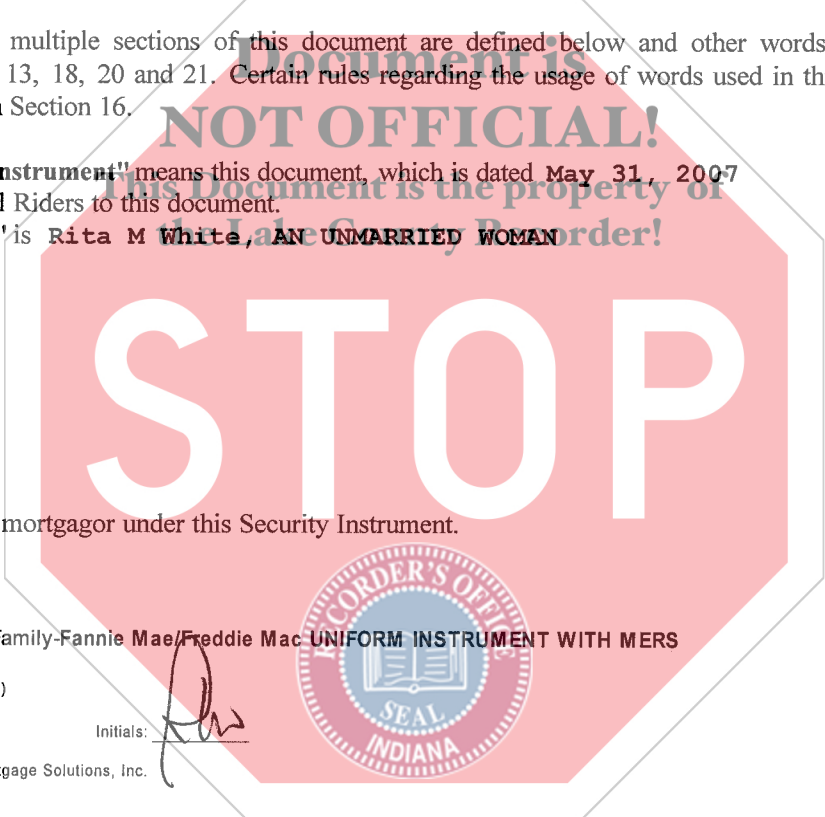 multiple sections of this document are defined below and other words
13, 18, 20 and 21. Certain rules regarding the usage of words used in th
Section 16.
Document is
NOT OFFICIAL!
This Document is the property of
the Lake County Recorder!
nstrument" means this document, which is dated May 31, 2007
Riders to this document.
" is Rita M White, AN UNMARRIED WOMAN
STOP
mortgagor under this Security Instrument.
RECORDER'S OFFICE
SEAL
INDIANA
amily-Fannie Mae/Freddie Mac UNIFORM INSTRUMENT WITH MERS
)
Initials:
gage Solutions, Inc.